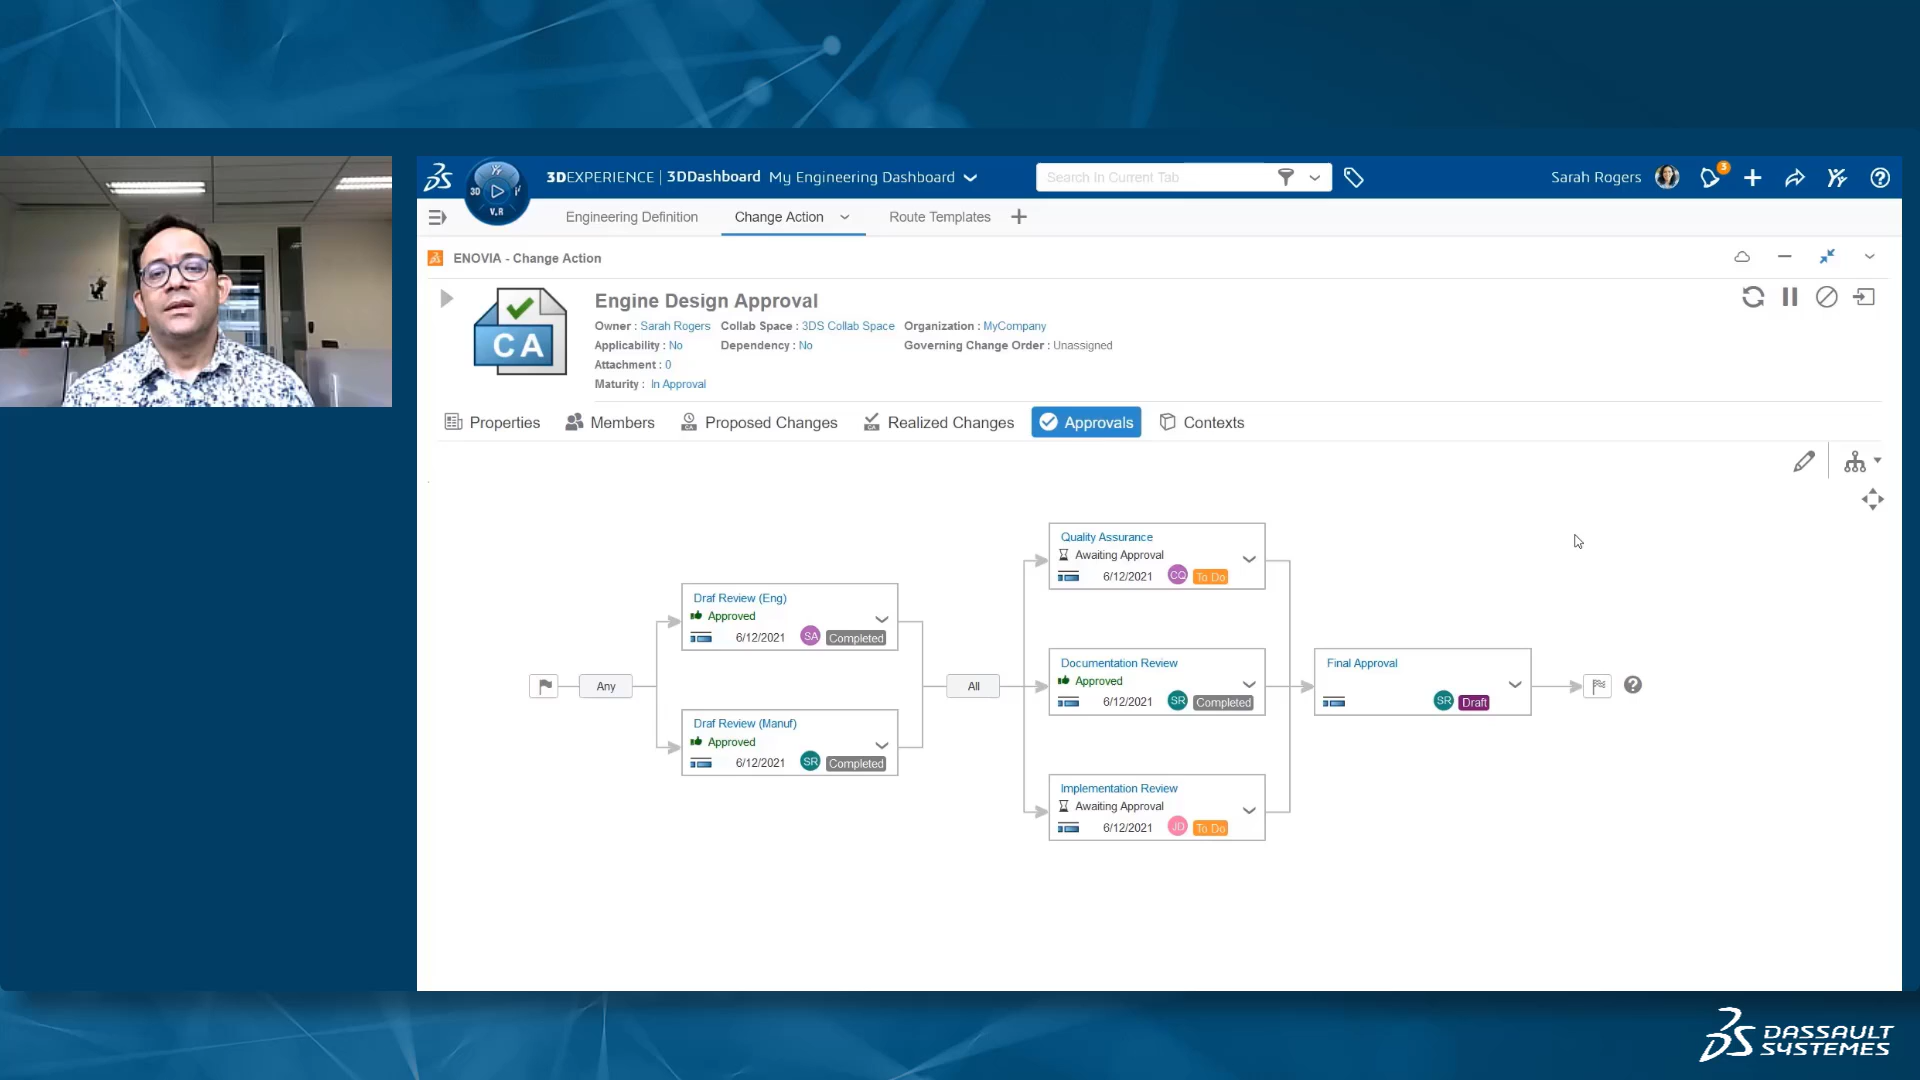 3DEXPERIENCE | 3DDashboard My Engineering Dashboard
Search In Current Tab
Sarah Rogers
3
3D
V.R
Engineering Definition
Change Action
Route Templates
ENOVIA - Change Action
CA
Engine Design Approval
Owner : Sarah Rogers Collab Space : 3DS Collab Space Organization : MyCompany
Applicability : No Dependency : No Governing Change Order : Unassigned
Attachment : 0
Maturity : In Approval
Properties
Members
Proposed Changes
Realized Changes
Approvals
Contexts
Any
Draf Review (Eng)
Approved
6/12/2021 SA Completed
Draf Review (Manuf)
Approved
6/12/2021 SR Completed
All
Quality Assurance
Awaiting Approval
6/12/2021 CQ To Do
Documentation Review
Approved
6/12/2021 SR Completed
Implementation Review
Awaiting Approval
6/12/2021 JD To Do
Final Approval
SR Draft
DASSAULT
SYSTEMES